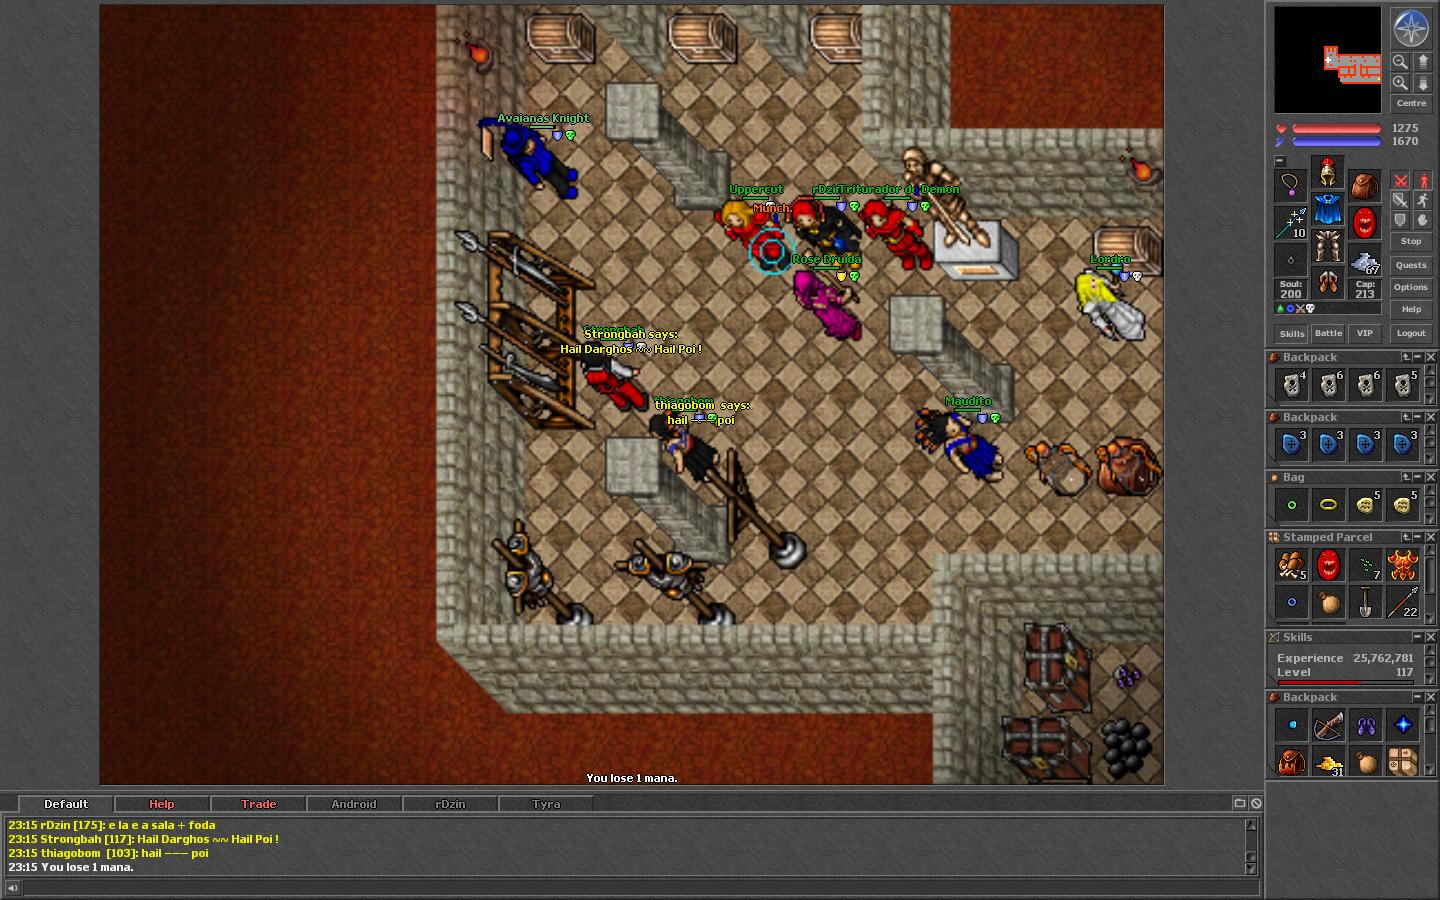 Avaianas Knight
Uppercut
rDzin
Triturador de Demon
Munch.
Rose Druida
Lordro
Strongbah says:
Hail Darghos ~~ Hail Poi !
thiagobom  says:
hail ~~~ poi
Maudito
You lose 1 mana.
Centre
1275
1670
10
67
Soul:
200
Cap:
213
Stop
Quests
Options
Help
Skills
Battle
VIP
Logout
Backpack
4
6
6
5
Backpack
3
3
3
3
Bag
5
5
Stamped Parcel
5
7
22
Skills
Experience 25,762,781
Level 117
Backpack
31
Default
Help
Trade
Android
rDzin
Tyra
23:15 rDzin [175]: e la e a sala + foda
23:15 Strongbah [117]: Hail Darghos ~~ Hail Poi !
23:15 thiagobom  [103]: hail ~~~ poi
23:15 You lose 1 mana.